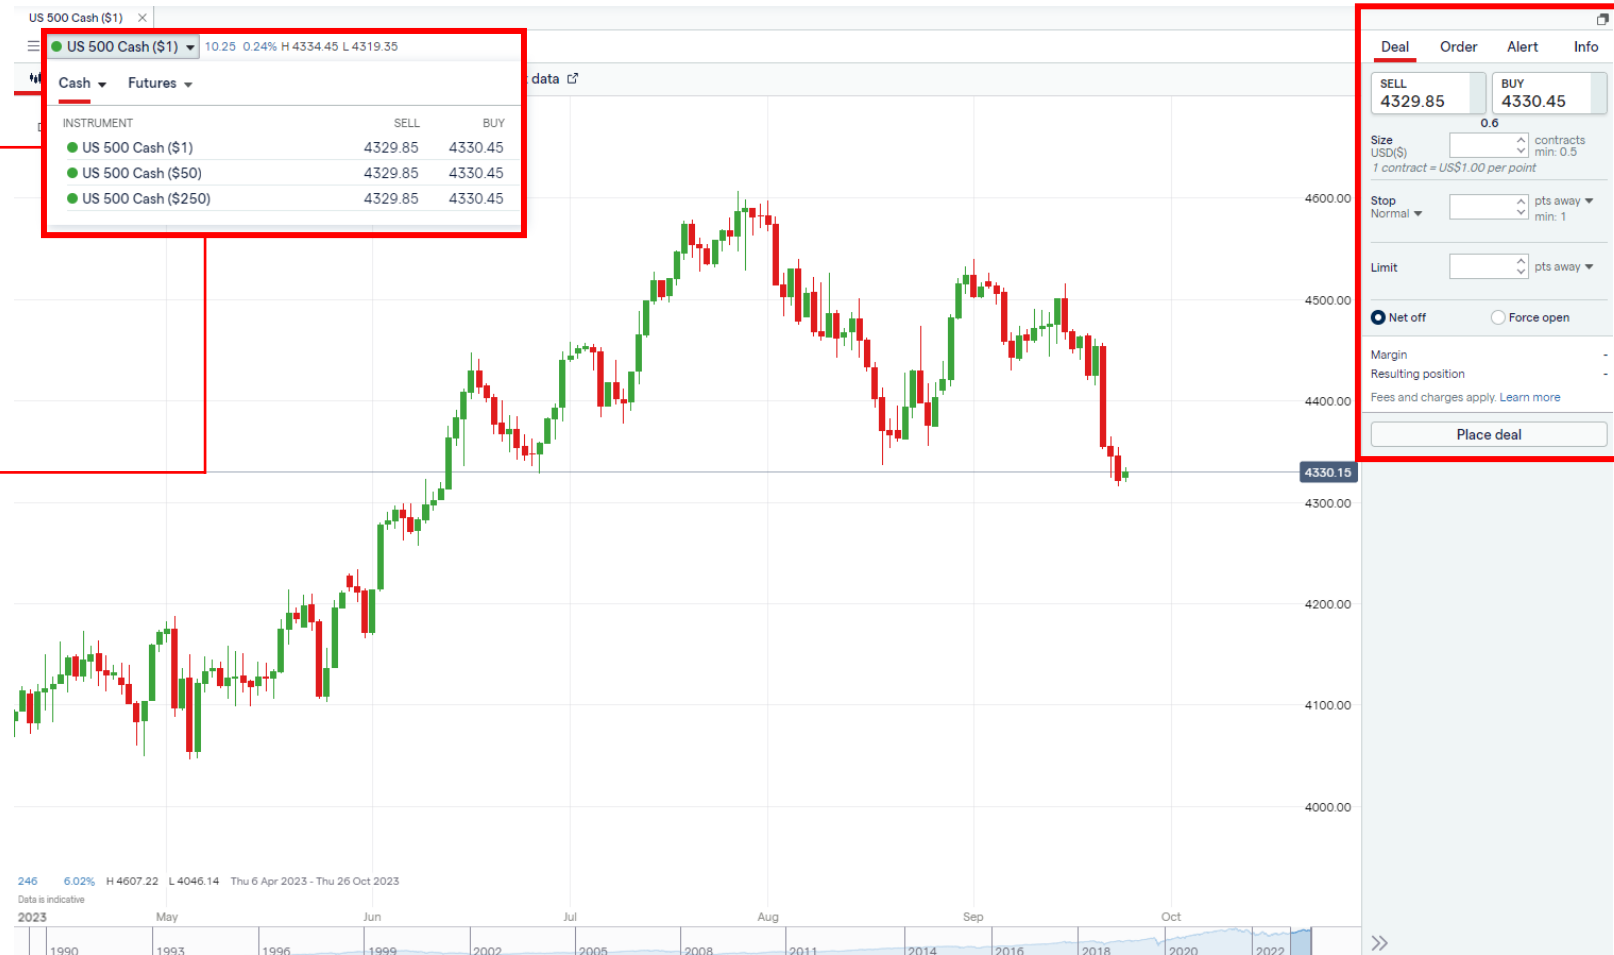 US 500 Cash ($1)
US 500 Cash ($1) 10.25 0.24% H 4334.45 L 4319.35
Cash Futures
data
INSTRUMENT SELL BUY
US 500 Cash ($1) 4329.85 4330.45
US 500 Cash ($50) 4329.85 4330.45
US 500 Cash ($250) 4329.85 4330.45
4600.00
4500.00
4400.00
4330.15
4300.00
4200.00
4100.00
4000.00
246 6.02% H 4607.22 L 4046.14 Thu 6 Apr 2023 - Thu 26 Oct 2023
Data is indicative
2023 May Jun Jul Aug Sep Oct
1990 1993 1996 1999 2002 2005 2008 2011 2014 2016 2018 2020 2022
Deal Order Alert Info
SELL BUY
4329.85 4330.45
0.6
Size contracts
USD($) min: 0.5
1 contract = US$1.00 per point
Stop pts away
Normal min: 1
Limit pts away
Net off Force open
Margin -
Resulting position -
Fees and charges apply. Learn more
Place deal